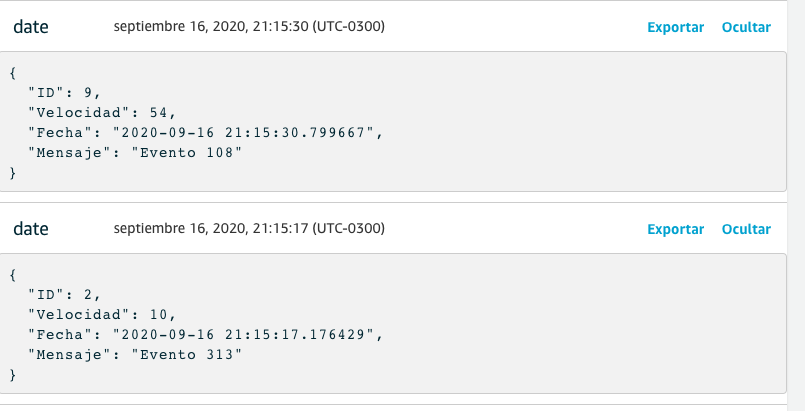 date septiembre 16, 2020, 21:15:30 (UTC-0300) Exportar Ocultar
{
"ID": 9,
"Velocidad": 54,
"Fecha": "2020-09-16 21:15:30.799667",
"Mensaje": "Evento 108"
}
date septiembre 16, 2020, 21:15:17 (UTC-0300) Exportar Ocultar
{
"ID": 2,
"Velocidad": 10,
"Fecha": "2020-09-16 21:15:17.176429",
"Mensaje": "Evento 313"
}